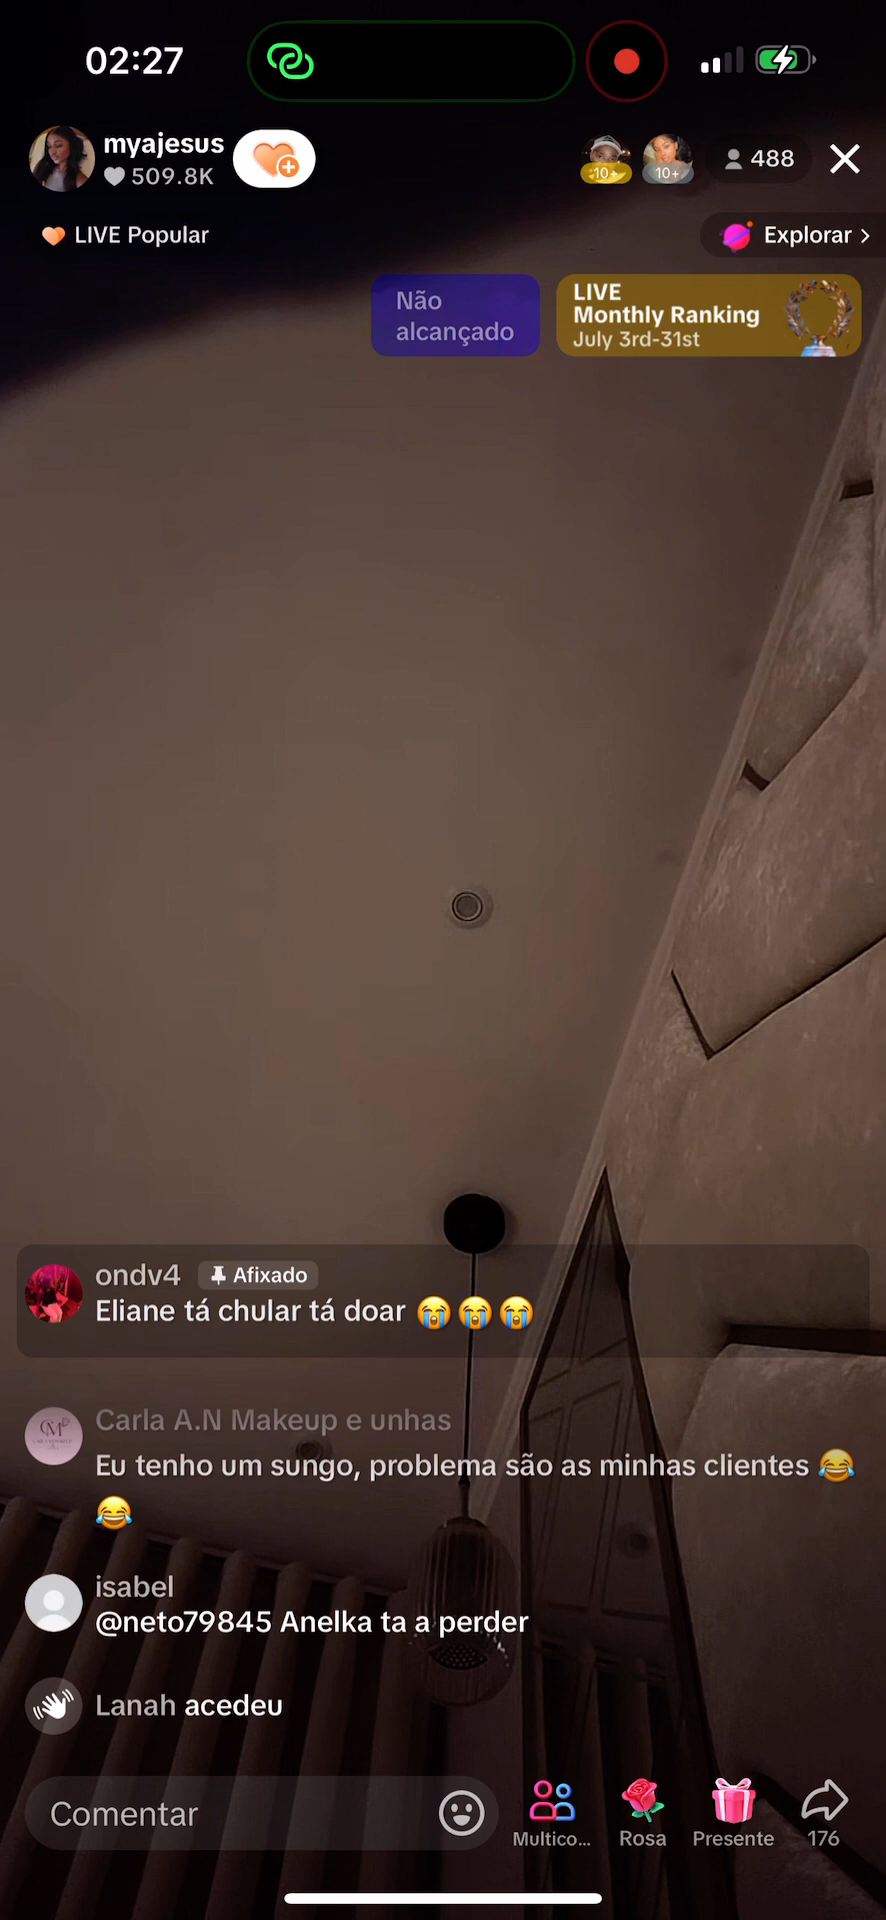 02:27
myajesus
509.8K
10+
10+
488
LIVE Popular
Explorar
Não
alcançado
LIVE
Monthly Ranking
July 3rd-31st
ondv4 Afixado
Eliane tá chular tá doar 😭😭😭
Carla A.N Makeup e unhas
Eu tenho um sungo, problema são as minhas clientes 😂
😂
isabel
@neto79845 Anelka ta a perder
Lanah acedeu
Comentar
Multico...
Rosa
Presente
176